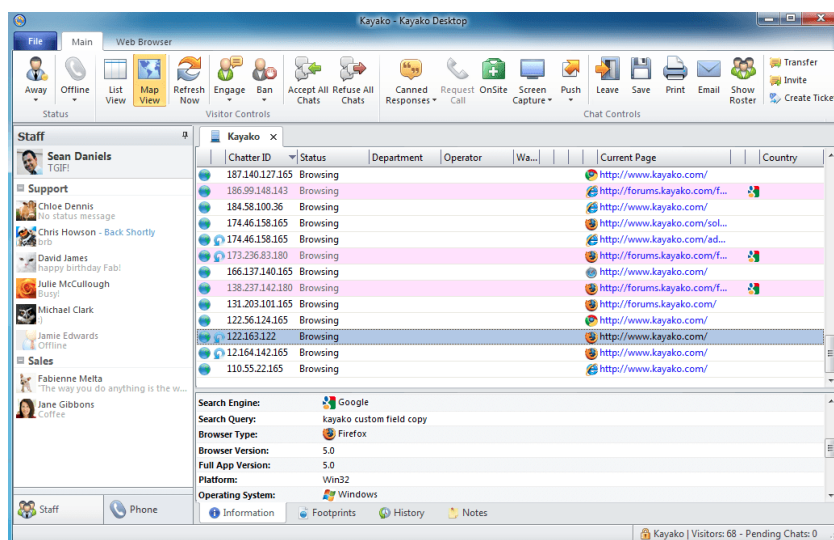 Kayako - Kayako Desktop
File Main Web Browser
Away Offline List View Map View Refresh Now Engage Ban Accept All Chats Refuse All Chats Canned Responses Request Call OnSite Screen Capture Push Leave Save Print Email Show Roster
Transfer
Invite
Create Ticke
Status Visitor Controls Chat Controls
Staff
Sean Daniels
TGIF!
Support
Chloe Dennis
No status message
Chris Howson - Back Shortly
brb
David James
happy birthday Fab!
Julie McCullough
Busy!
Michael Clark
:)
Jamie Edwards
Offline
Sales
Fabienne Melta
"The way you do anything is the w...
Jane Gibbons
Coffee
Staff Phone
Kayako x
Chatter ID Status Department Operator Wa... Current Page Country
187.140.127.165 Browsing http://www.kayako.com/
186.99.148.143 Browsing http://forums.kayako.com/f...
184.58.100.36 Browsing http://www.kayako.com/
174.46.158.165 Browsing http://www.kayako.com/sol...
174.46.158.165 Browsing http://www.kayako.com/ad...
173.236.83.180 Browsing http://forums.kayako.com/f...
166.137.140.165 Browsing http://www.kayako.com/
138.237.142.180 Browsing http://forums.kayako.com/f...
131.203.101.165 Browsing http://forums.kayako.com/
122.56.124.165 Browsing http://www.kayako.com/
122.163.122 Browsing http://www.kayako.com/
12.164.142.165 Browsing http://www.kayako.com/
110.55.22.165 Browsing http://www.kayako.com/
Search Engine: Google
Search Query: kayako custom field copy
Browser Type: Firefox
Browser Version: 5.0
Full App Version: 5.0
Platform: Win32
Operating System: Windows
Information Footprints History Notes
Kayako | Visitors: 68 - Pending Chats: 0